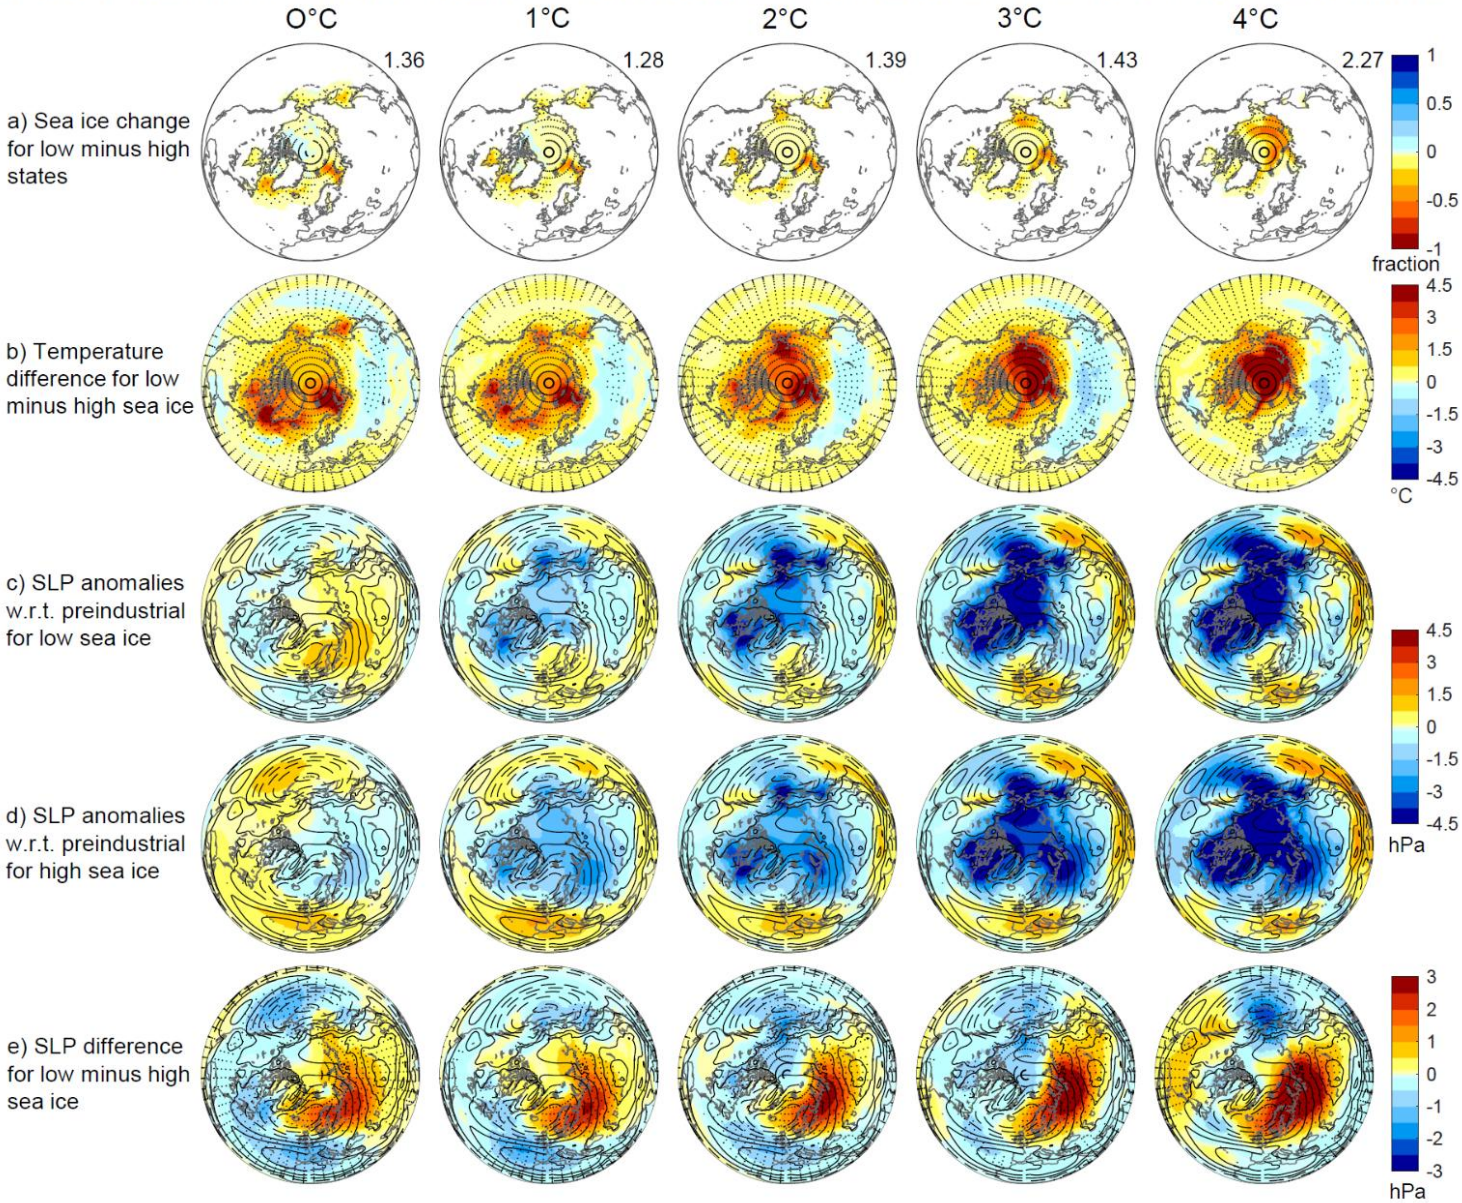 0°C 1°C 2°C 3°C 4°C
1.36 1.28 1.39 1.43 2.27
a) Sea ice change
for low minus high
states
1
0.5
0
-0.5
-1
fraction
b) Temperature
difference for low
minus high sea ice
4.5
3
1.5
0
-1.5
-3
-4.5
°C
c) SLP anomalies
w.r.t. preindustrial
for low sea ice
d) SLP anomalies
w.r.t. preindustrial
for high sea ice
4.5
3
1.5
0
-1.5
-3
-4.5
hPa
e) SLP difference
for low minus high
sea ice
3
2
1
0
-1
-2
-3
hPa